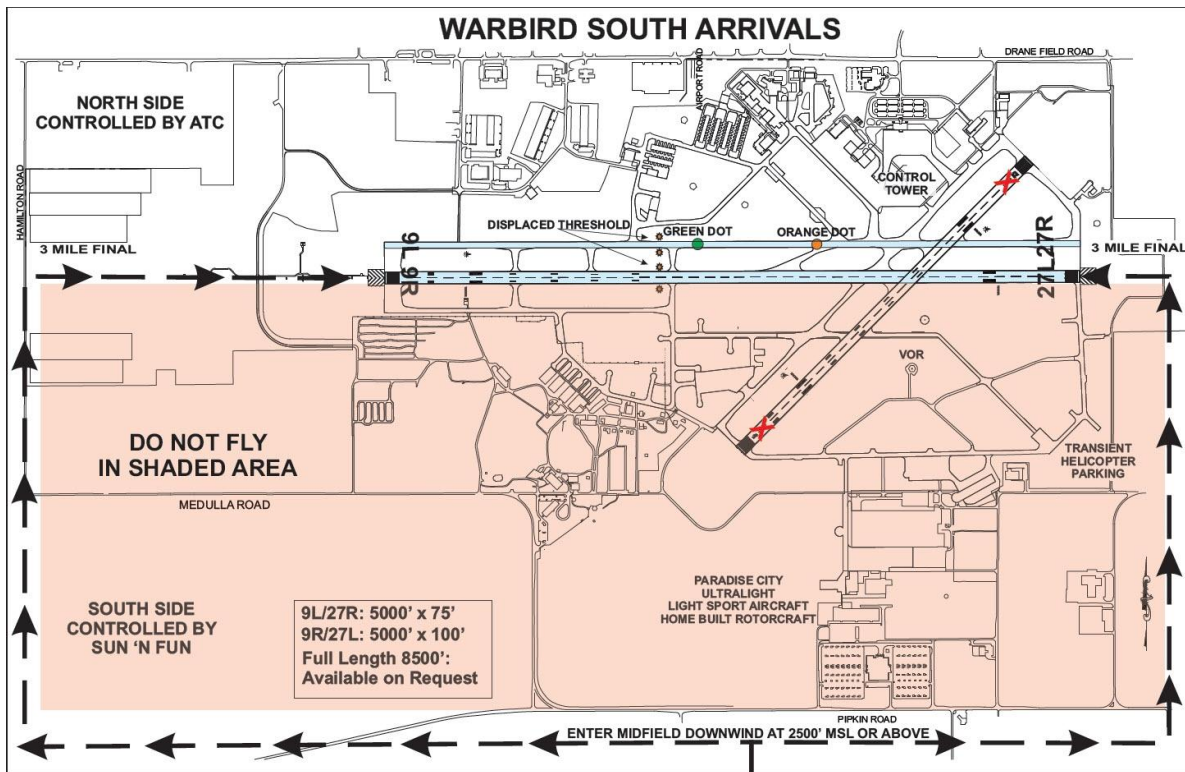 WARBIRD SOUTH ARRIVALS
DRANE FIELD ROAD
NORTH SIDE
CONTROLLED BY ATC
AIRPORT ROAD
HAMILTON ROAD
CONTROL
TOWER
DISPLACED THRESHOLD
GREEN DOT
ORANGE DOT
3 MILE FINAL
3 MILE FINAL
9L
27R
9R
27L
VOR
DO NOT FLY
IN SHADED AREA
TRANSIENT
HELICOPTER
PARKING
MEDULLA ROAD
SOUTH SIDE
CONTROLLED BY
SUN ‘N FUN
9L/27R: 5000’ x 75’
9R/27L: 5000’ x 100’
Full Length 8500’:
Available on Request
PARADISE CITY
ULTRALIGHT
LIGHT SPORT AIRCRAFT
HOME BUILT ROTORCRAFT
PIPKIN ROAD
ENTER MIDFIELD DOWNWIND AT 2500’ MSL OR ABOVE